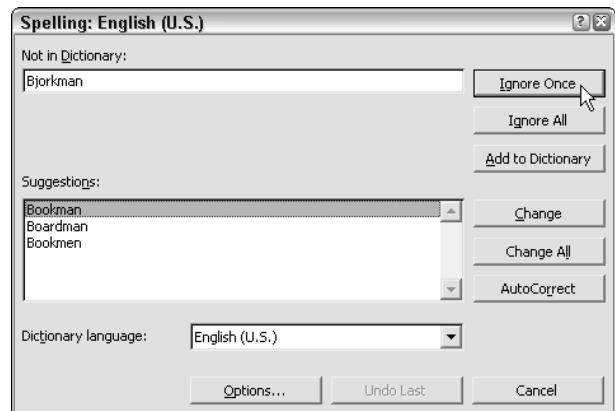 Spelling: English (U.S.)
Not in Dictionary:
Bjorkman
Ignore Once
Ignore All
Add to Dictionary
Suggestions:
Bookman
Boardman
Bookmen
Change
Change All
AutoCorrect
Dictionary language:
English (U.S.)
Options...
Undo Last
Cancel